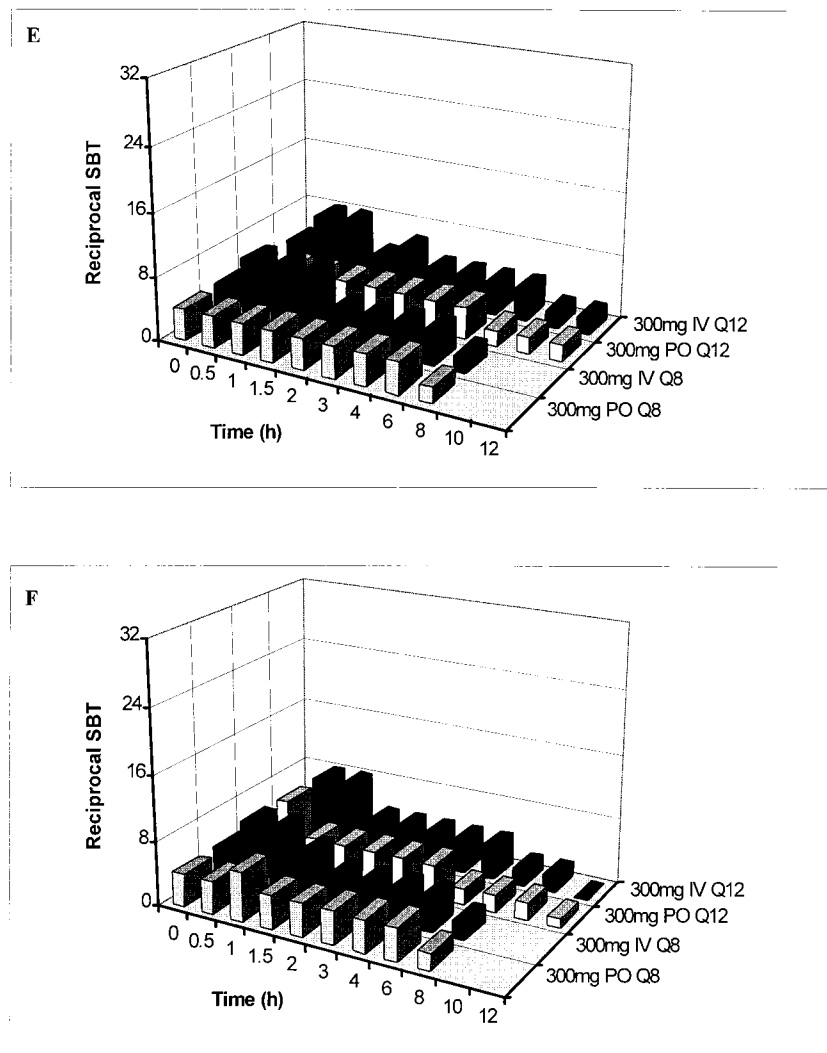 E
Reciprocal SBT
32
24
16
8
0
0 0.5 1 1.5 2 3 4 6 8 10 12
Time (h)
300mg IV Q12
300mg PO Q12
300mg IV Q8
300mg PO Q8
F
Reciprocal SBT
32
24
16
8
0
0 0.5 1 1.5 2 3 4 6 8 10 12
Time (h)
300mg IV Q12
300mg PO Q12
300mg IV Q8
300mg PO Q8